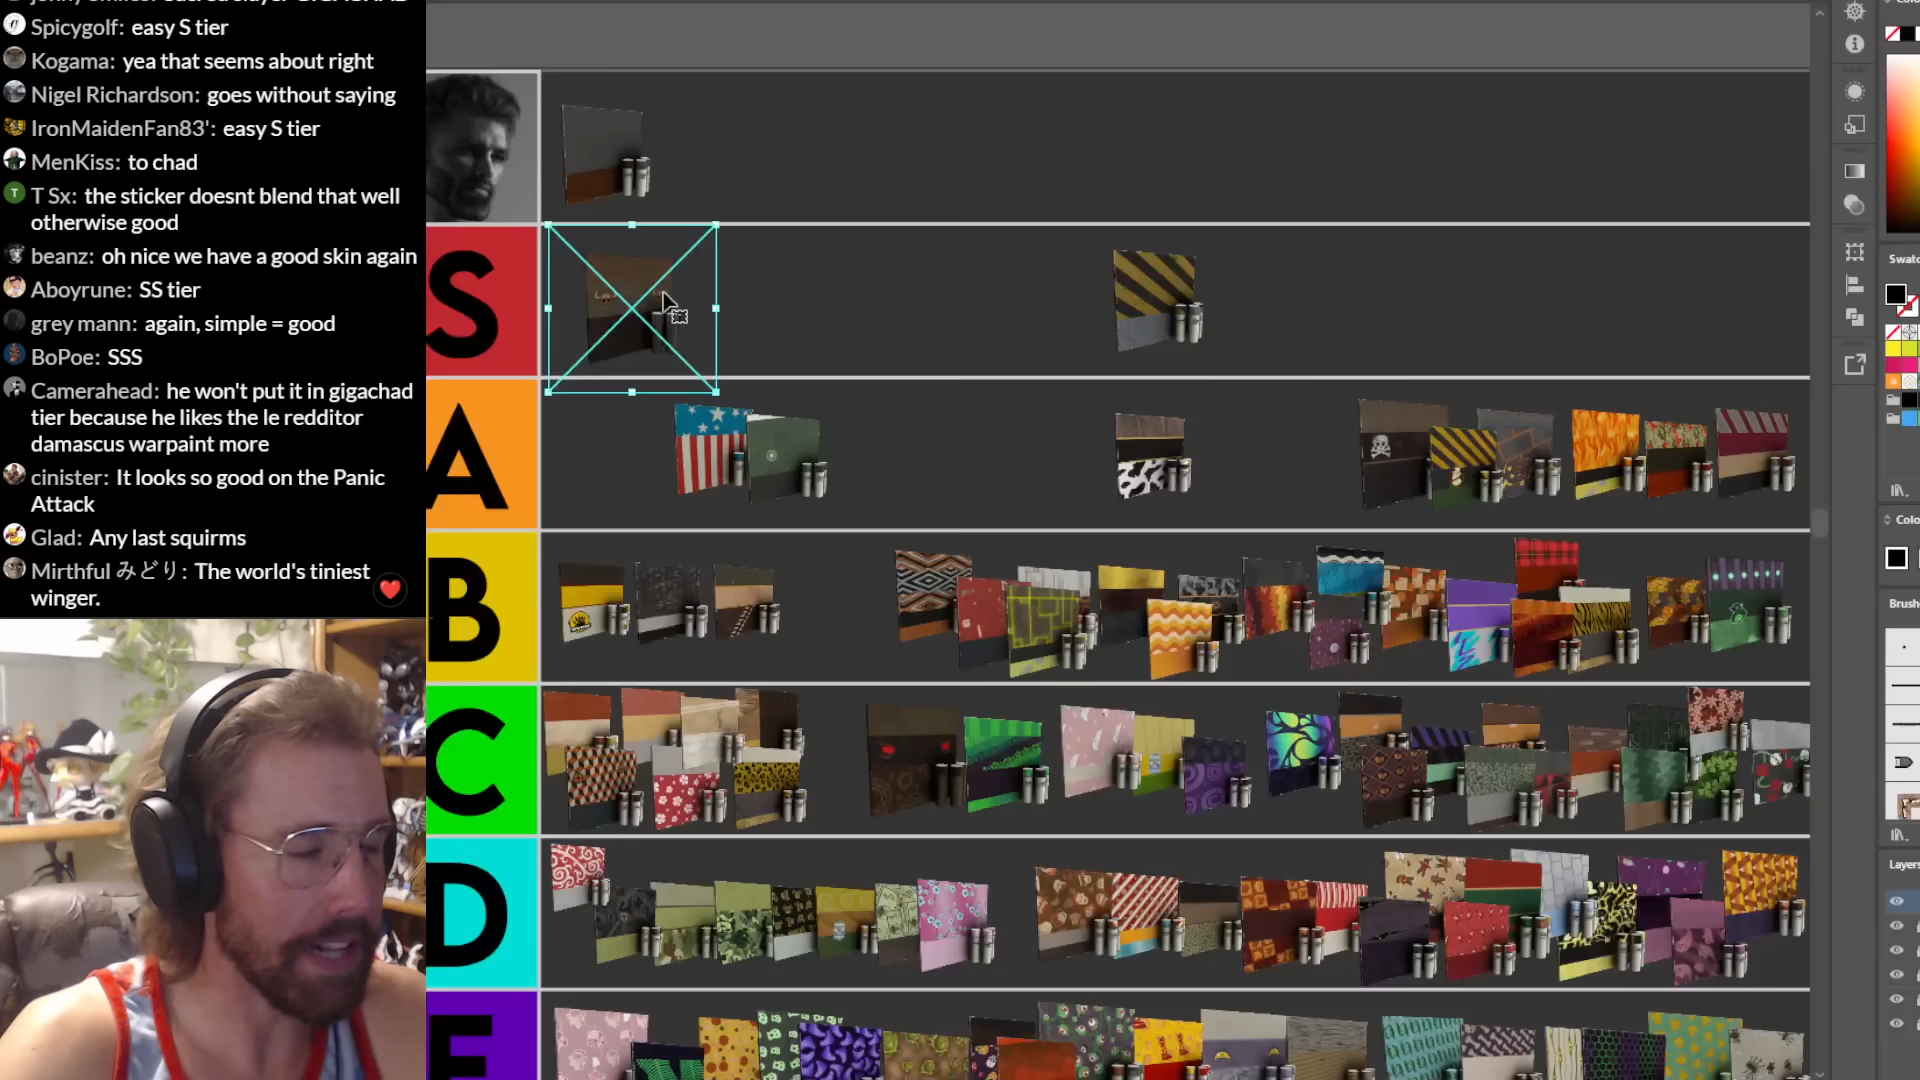 Spicygolf: easy S tier
Kogama: yea that seems about right
Nigel Richardson: goes without saying
IronMaidenFan83': easy S tier
MenKiss: to chad
T Sx: the sticker doesnt blend that well
otherwise good
beanz: oh nice we have a good skin again
Aboyrune: SS tier
grey mann: again, simple = good
BoPoe: SSS
Camerahead: he won't put it in gigachad
tier because he likes the le redditor
damascus warpaint more
cinister: It looks so good on the Panic
Attack
Glad: Any last squirms
Mirthful みどり: The world's tiniest
winger.
S
A
B
C
D
E
Swatc
Colo
Brushe
Layers